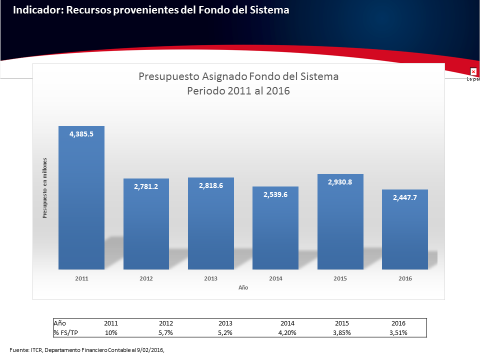 Indicador: Recursos provenientes del Fondo del Sistema
Presupuesto Asignado Fondo del Sistema
Periodo 2011 al 2016
Presupuesto en millones
4,385.5
2,781.2
2,818.6
2,539.6
2,930.8
2,447.7
2011 2012 2013 2014 2015 2016
Año
Año 2011 2012 2013 2014 2015 2016
% FS/TP 10% 5,7% 5,2% 4,20% 3,85% 3,51%
Fuente: ITCR, Departamento Financiero Contable al 9/02/2016,